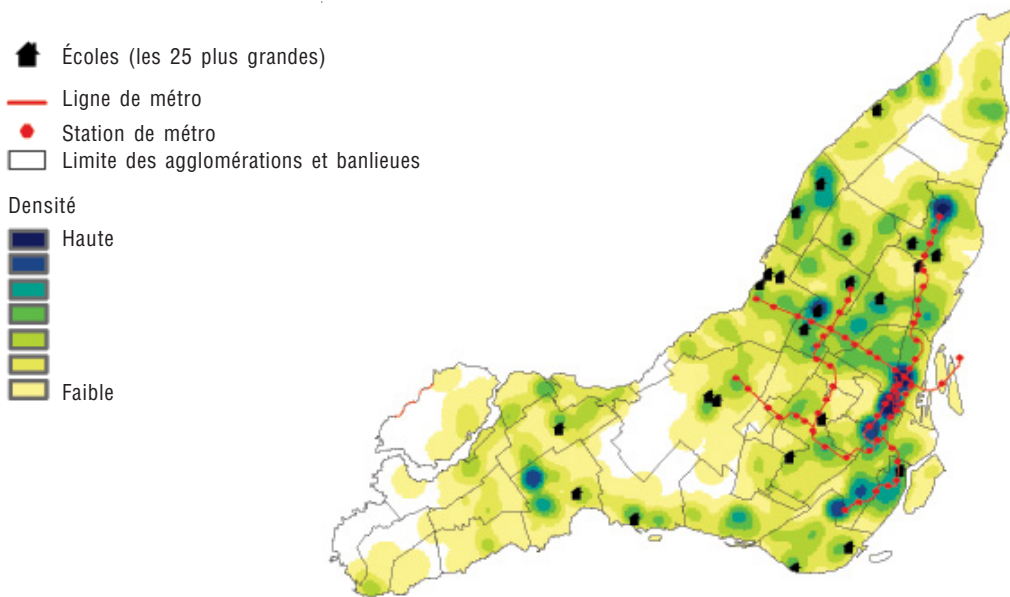 Écoles (les 25 plus grandes)
Ligne de métro
Station de métro
Limite des agglomérations et banlieues
Densité
Haute
Faible